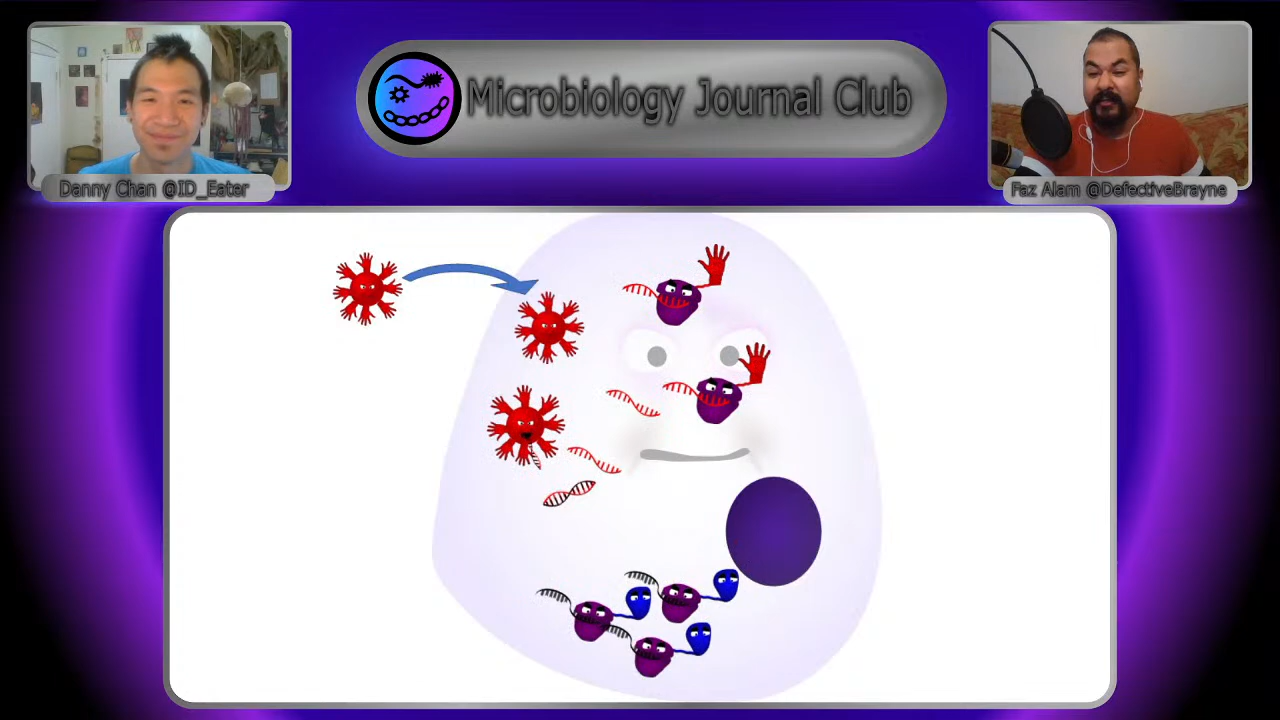 Microbiology Journal Club
Danny Chan @ID_Eater
Faz Alam @DefectiveBrayne